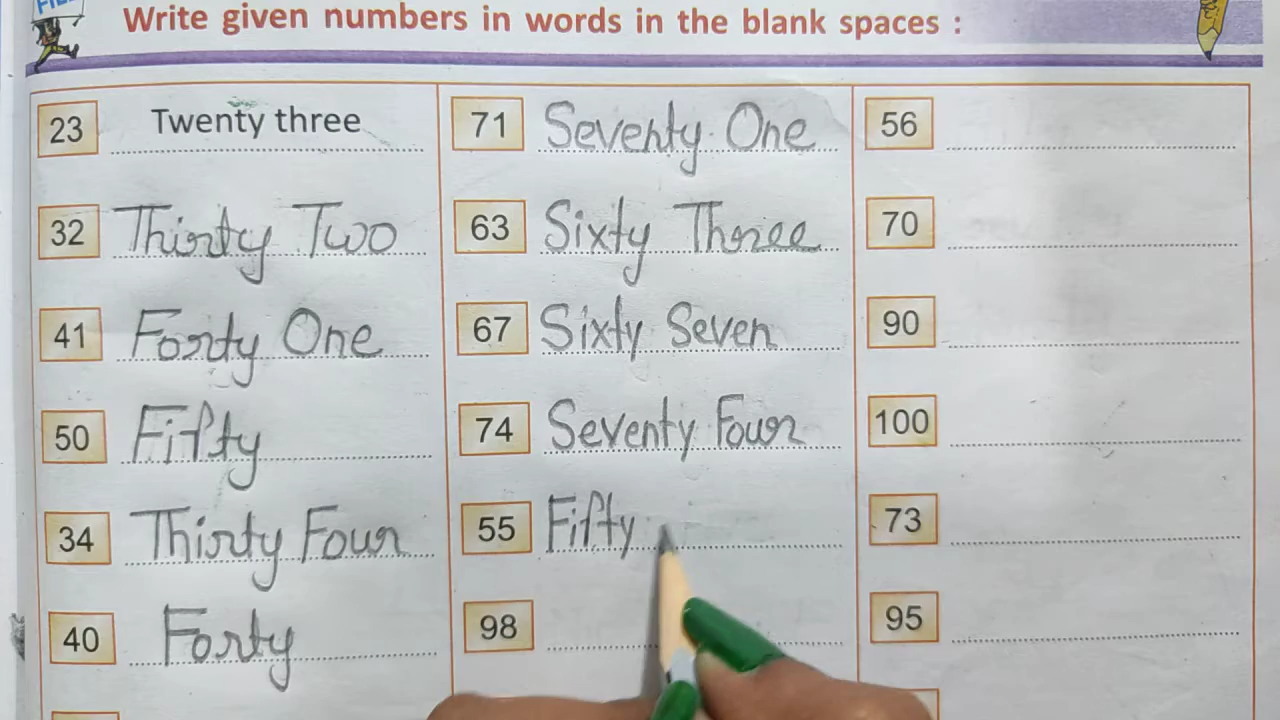 Write given numbers in words in the blank spaces :
23 Twenty three
32 Thirty Two
41 Forty One
50 Fifty
34 Thirty Four
40 Forty
71 Seventy One
63 Sixty Three
67 Sixty Seven
74 Seventy Four
55 Fifty
98
56
70
90
100
73
95